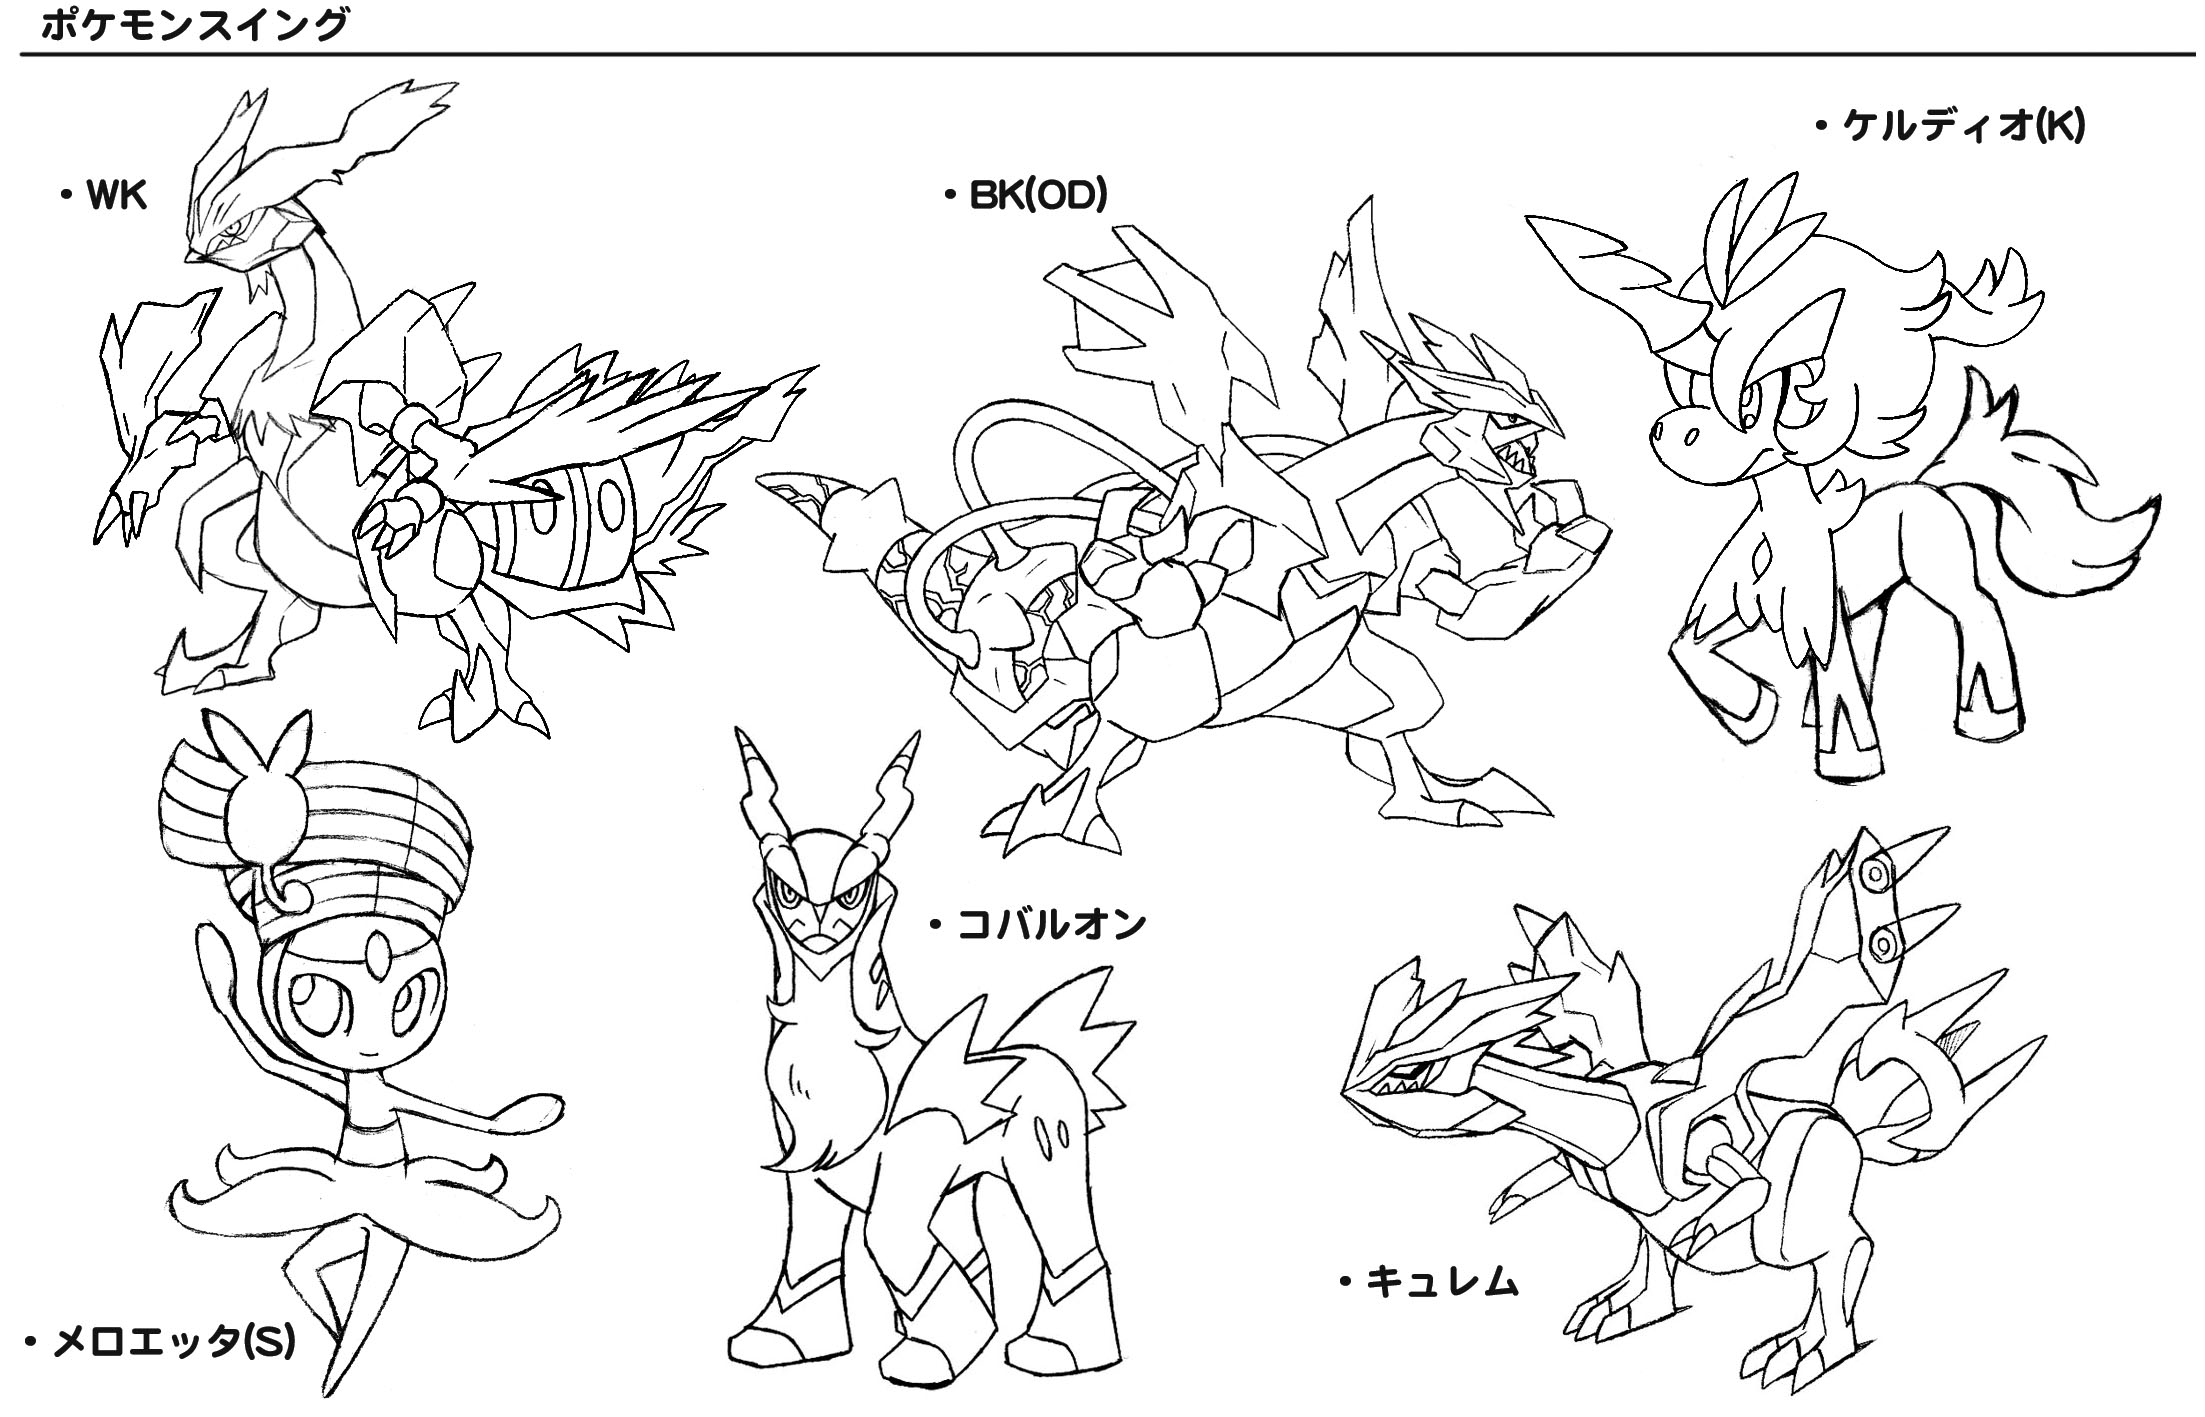 ポケモンスイング
・WK
・BK(OD)
・ケルディオ(K)
・コバルオン
・キュレム
・メロエッタ(S)